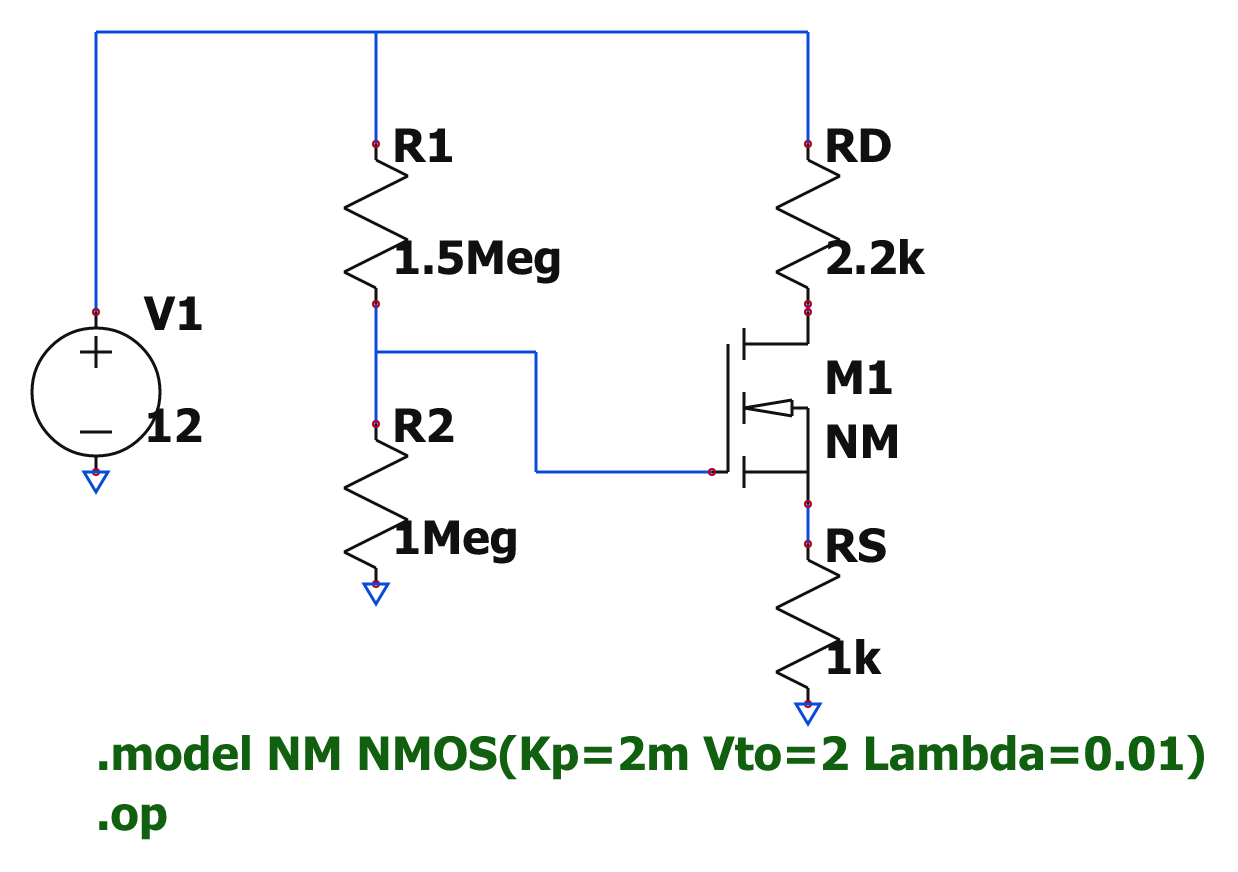 R1
RD
1.5Meg
2.2k
V1
12
M1
NM
R2
1Meg
RS
1k
.model NM NMOS(Kp=2m Vto=2 Lambda=0.01)
.op